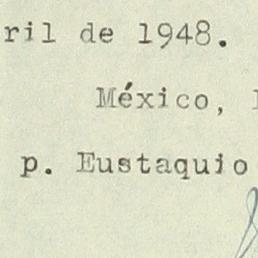 ril de 1948.
México,
p. Eustaquio